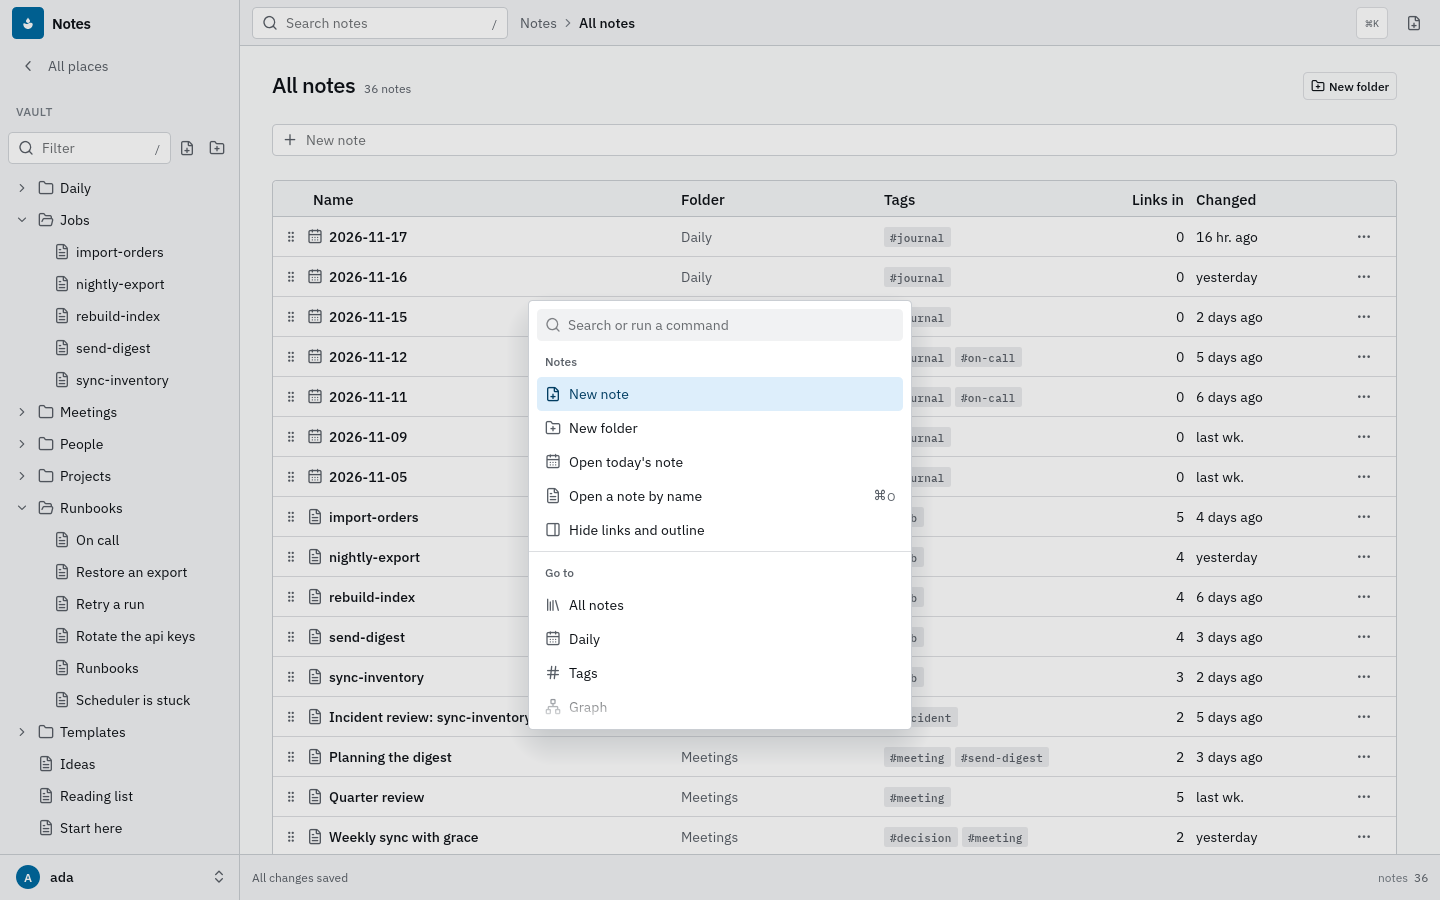 Notes
All places
VAULT
Filter /
Daily
Jobs
import-orders
nightly-export
rebuild-index
send-digest
sync-inventory
Meetings
People
Projects
Runbooks
On call
Restore an export
Retry a run
Rotate the api keys
Runbooks
Scheduler is stuck
Templates
Ideas
Reading list
Start here
A ada
Search notes /
Notes > All notes
⌘K
All notes 36 notes
New folder
New note
Name Folder Tags Links in Changed
2026-11-17 Daily #journal 0 16 hr. ago
2026-11-16 Daily #journal 0 yesterday
2026-11-15 urnal 0 2 days ago
2026-11-12 urnal #on-call 0 5 days ago
2026-11-11 urnal #on-call 0 6 days ago
2026-11-09 urnal 0 last wk.
2026-11-05 urnal 0 last wk.
import-orders b 5 4 days ago
nightly-export b 4 yesterday
rebuild-index b 4 6 days ago
send-digest b 4 3 days ago
sync-inventory b 3 2 days ago
Incident review: sync-inventory cident 2 5 days ago
Planning the digest Meetings #meeting #send-digest 2 3 days ago
Quarter review Meetings #meeting 5 last wk.
Weekly sync with grace Meetings #decision #meeting 2 yesterday
Search or run a command
Notes
New note
New folder
Open today's note
Open a note by name ⌘O
Hide links and outline
Go to
All notes
Daily
Tags
Graph
All changes saved
notes 36